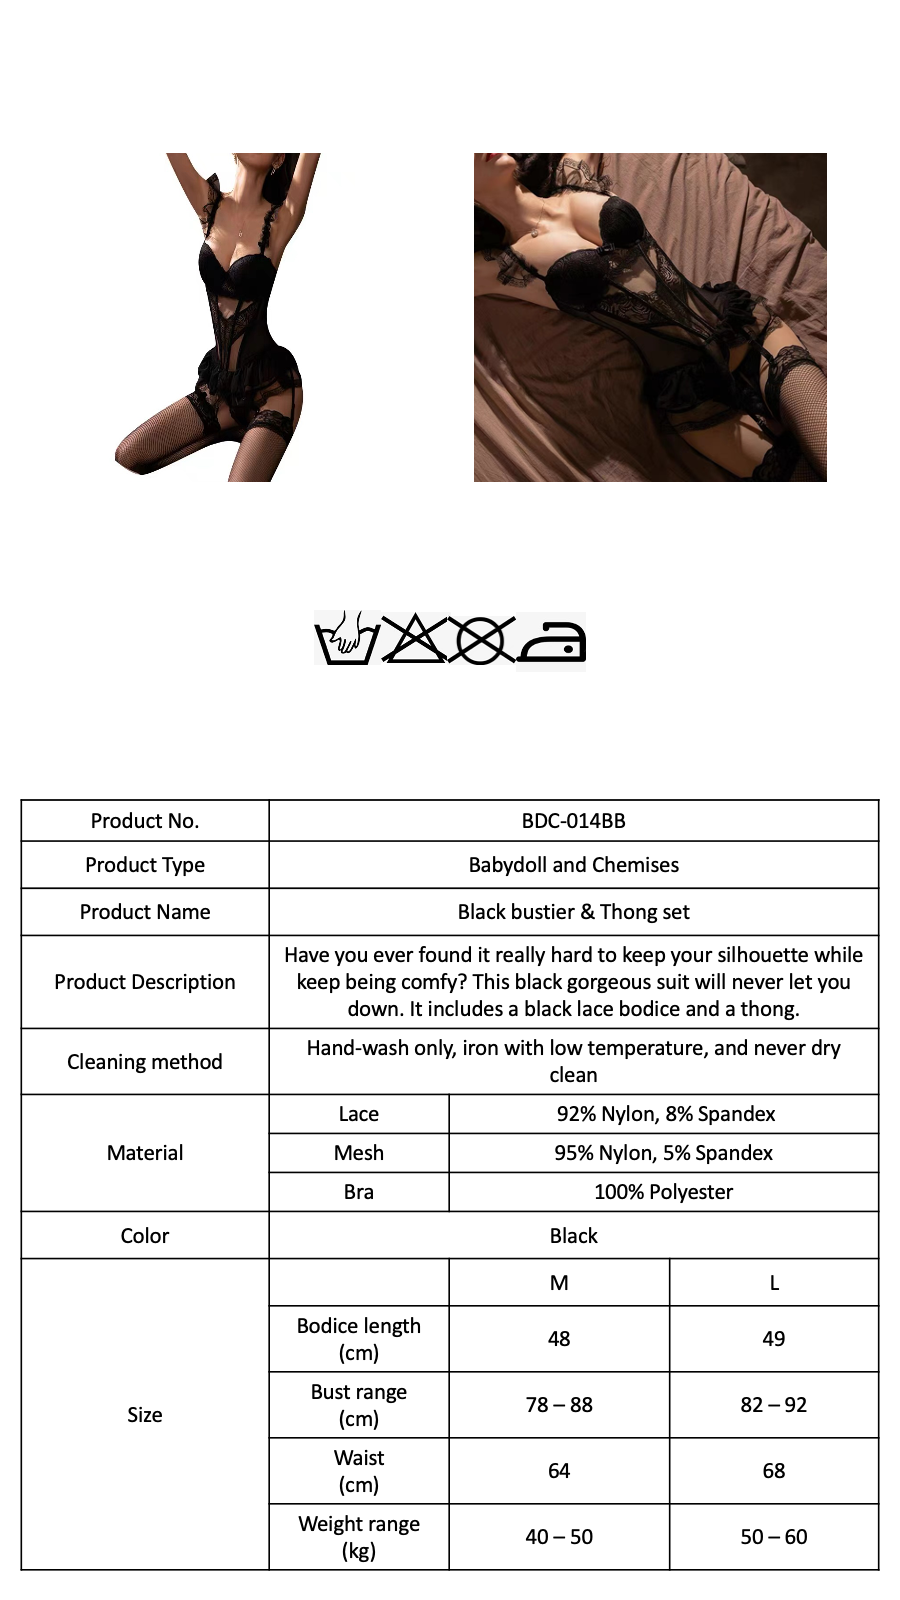 Product No.
BDC-014BB
Product Type
Babydoll and Chemises
Product Name
Black bustier & Thong set
Product Description
Have you ever found it really hard to keep your silhouette while
keep being comfy? This black gorgeous suit will never let you
down. It includes a black lace bodice and a thong.
Cleaning method
Hand-wash only, iron with low temperature, and never dry
clean
Material
Lace
92% Nylon, 8% Spandex
Mesh
95% Nylon, 5% Spandex
Bra
100% Polyester
Color
Black
Size
M
L
Bodice length
(cm)
48
49
Bust range
(cm)
78 – 88
82 – 92
Waist
(cm)
64
68
Weight range
(kg)
40 – 50
50 – 60